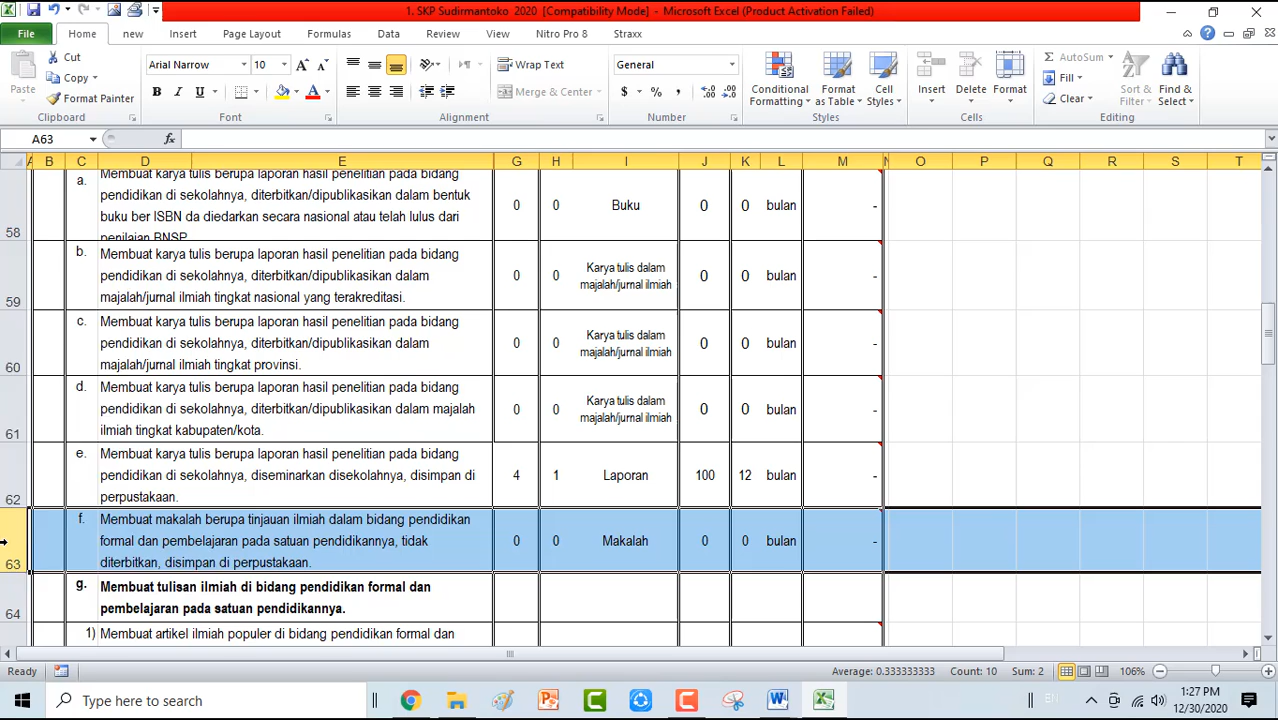 1. SKP Sudirmantoko 2020 [Compatibility Mode] - Microsoft Excel (Product Activation Failed)
File Home new Insert Page Layout Formulas Data Review View Nitro Pro 8 Straxx
Cut
Copy
Format Painter
Paste
Clipboard
Arial Narrow 10
B I U
Font
Wrap Text
Merge & Center
Alignment
General
$ % ,
Number
Conditional Formatting
Format as Table
Cell Styles
Styles
Insert Delete Format
Cells
AutoSum
Fill
Clear
Sort & Filter
Find & Select
Editing
A63 fx
A B C D E G H I J K L M N O P Q R S T
58 a. Membuat karya tulis berupa laporan hasil penelitian pada bidang
pendidikan di sekolahnya, diterbitkan/dipublikasikan dalam bentuk
buku ber ISBN da diedarkan secara nasional atau telah lulus dari
penilaian BNSP.
0 0 Buku 0 0 bulan -
59 b. Membuat karya tulis berupa laporan hasil penelitian pada bidang
pendidikan di sekolahnya, diterbitkan/dipublikasikan dalam
majalah/jurnal ilmiah tingkat nasional yang terakreditasi.
0 0 Karya tulis dalam majalah/jurnal ilmiah 0 0 bulan -
60 c. Membuat karya tulis berupa laporan hasil penelitian pada bidang
pendidikan di sekolahnya, diterbitkan/dipublikasikan dalam
majalah/jurnal ilmiah tingkat provinsi.
0 0 Karya tulis dalam majalah/jurnal ilmiah 0 0 bulan -
61 d. Membuat karya tulis berupa laporan hasil penelitian pada bidang
pendidikan di sekolahnya, diterbitkan/dipublikasikan dalam majalah
ilmiah tingkat kabupaten/kota.
0 0 Karya tulis dalam majalah/jurnal ilmiah 0 0 bulan -
62 e. Membuat karya tulis berupa laporan hasil penelitian pada bidang
pendidikan di sekolahnya, diseminarkan disekolahnya, disimpan di
perpustakaan.
4 1 Laporan 100 12 bulan -
63 f. Membuat makalah berupa tinjauan ilmiah dalam bidang pendidikan
formal dan pembelajaran pada satuan pendidikannya, tidak
diterbitkan, disimpan di perpustakaan.
0 0 Makalah 0 0 bulan -
64 g. Membuat tulisan ilmiah di bidang pendidikan formal dan
pembelajaran pada satuan pendidikannya.
1) Membuat artikel ilmiah populer di bidang pendidikan formal dan
Ready Average: 0.333333333 Count: 10 Sum: 2 106%
Type here to search
1:27 PM
12/30/2020